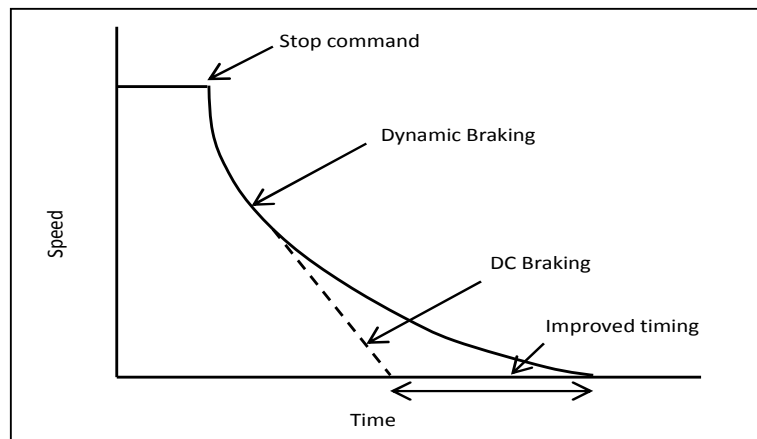 Stop command
Dynamic Braking
Speed
DC Braking
Improved timing
Time